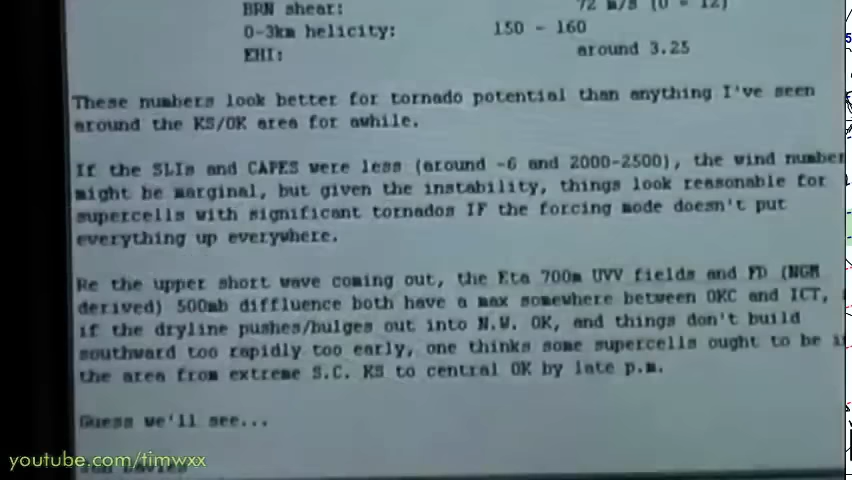 BRN shear: 72 m/s (0 - 12)
0-3km helicity: 150 - 160
EHI: around 3.25
These numbers look better for tornado potential than anything I've seen
around the KS/OK area for awhile.
If the SLIs and CAPES were less (around -6 and 2000-2500), the wind number
might be marginal, but given the instability, things look reasonable for
supercells with significant tornados IF the forcing mode doesn't put
everything up everywhere.
Re the upper short wave coming out, the Eta 700m UVV fields and FD (NGM
derived) 500mb diffluence both have a max somewhere between OKC and ICT,
if the dryline pushes/bulges out into N.W. OK, and things don't build
southward too rapidly too early, one thinks some supercells ought to be i
the area from extreme S.C. KS to central OK by late p.m.
Guess we'll see...
youtube.com/timwxx